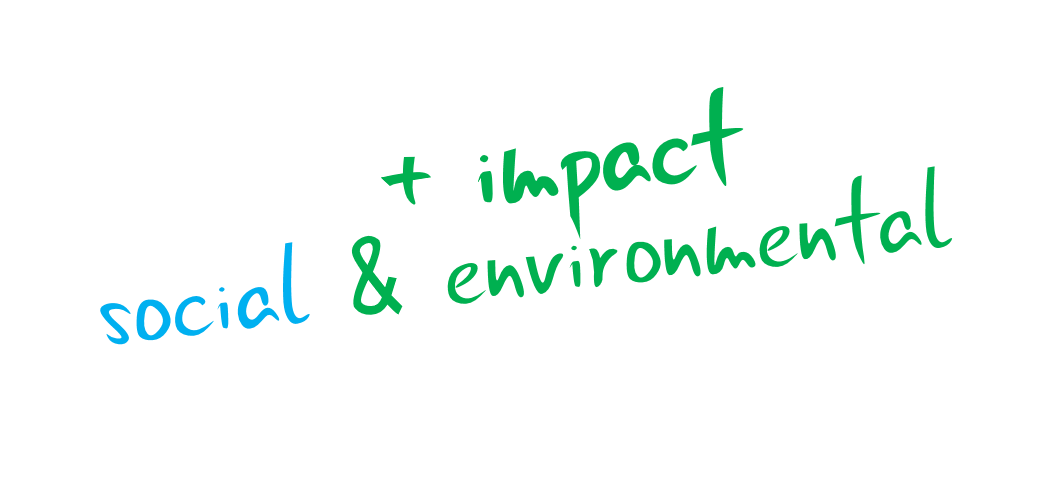 + impact
social & environmental